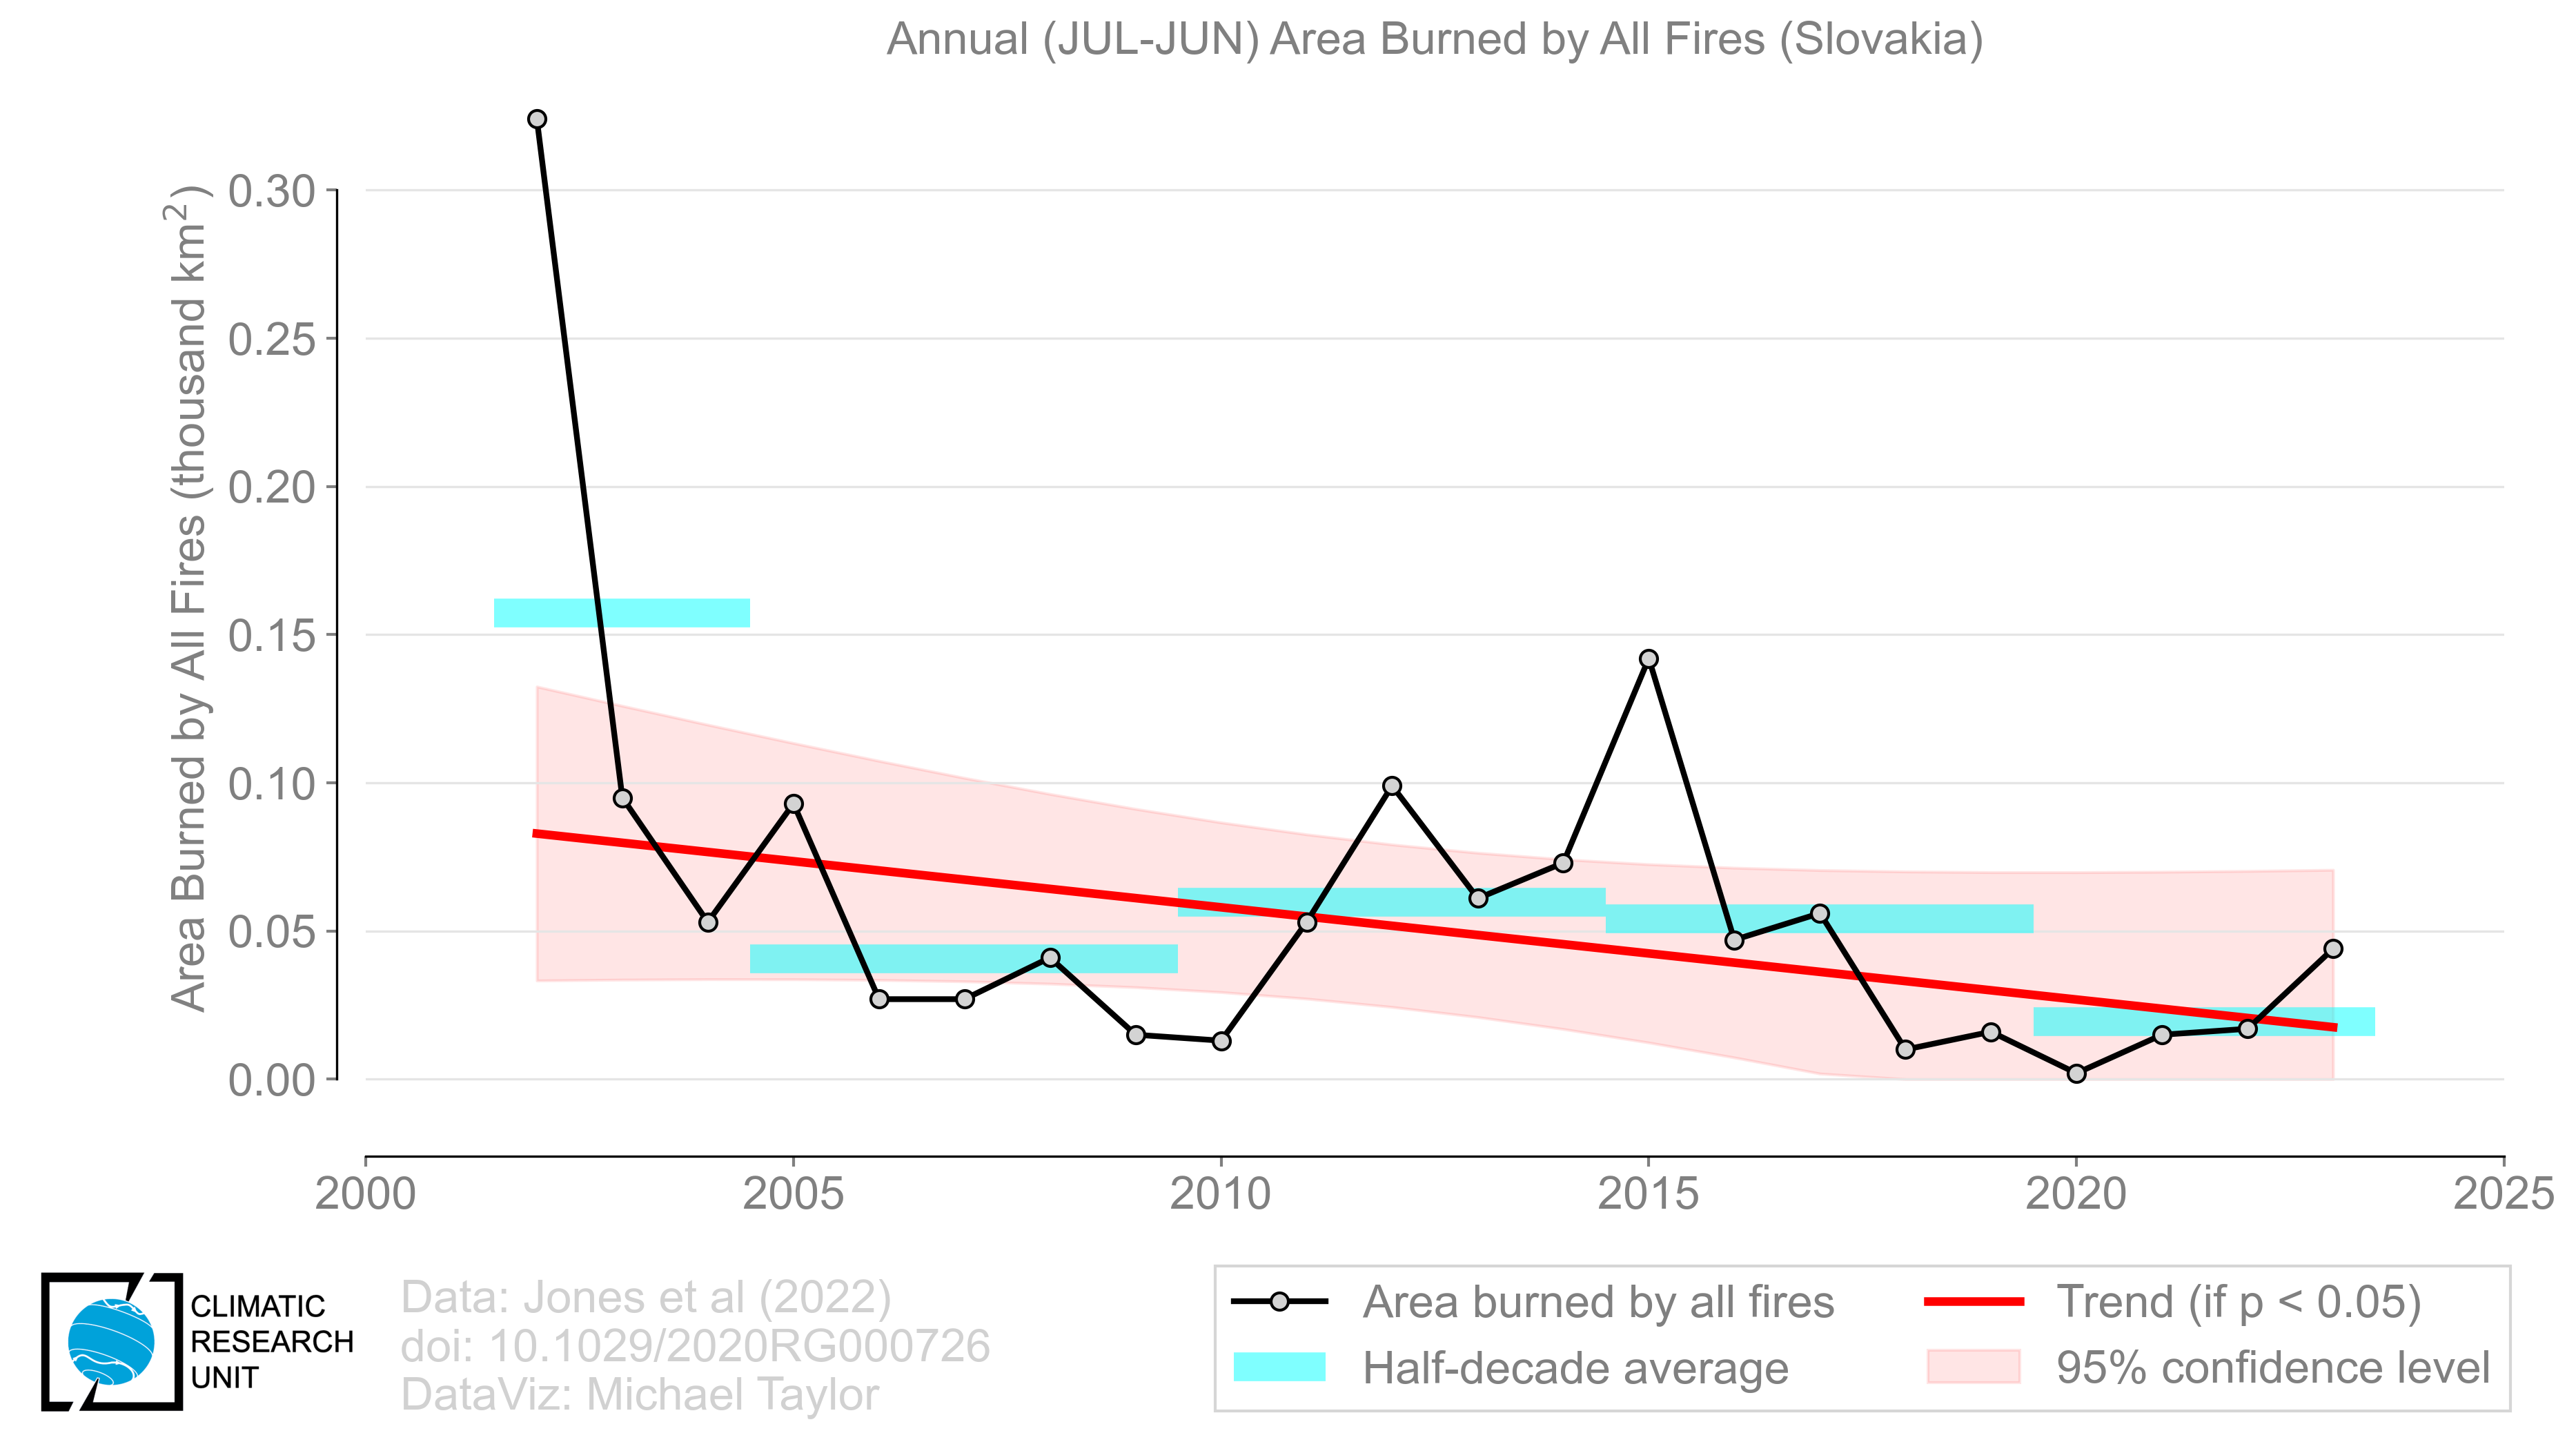 Annual (JUL-JUN) Area Burned by All Fires (Slovakia)
Area Burned by All Fires (thousand km²)
0.30
0.25
0.20
0.15
0.10
0.05
0.00
2000
2005
2010
2015
2020
2025
CLIMATIC
RESEARCH
UNIT
Data: Jones et al (2022)
doi: 10.1029/2020RG000726
DataViz: Michael Taylor
Area burned by all fires
Half-decade average
Trend (if p < 0.05)
95% confidence level